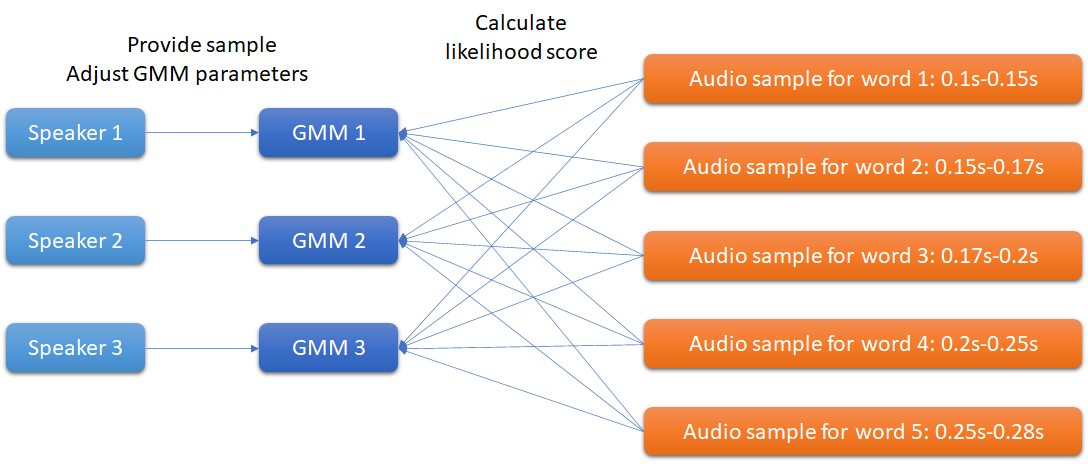 Provide sample
Adjust GMM parameters
Calculate
likelihood score
Speaker 1
GMM 1
Speaker 2
GMM 2
Speaker 3
GMM 3
Audio sample for word 1: 0.1s-0.15s
Audio sample for word 2: 0.15s-0.17s
Audio sample for word 3: 0.17s-0.2s
Audio sample for word 4: 0.2s-0.25s
Audio sample for word 5: 0.25s-0.28s